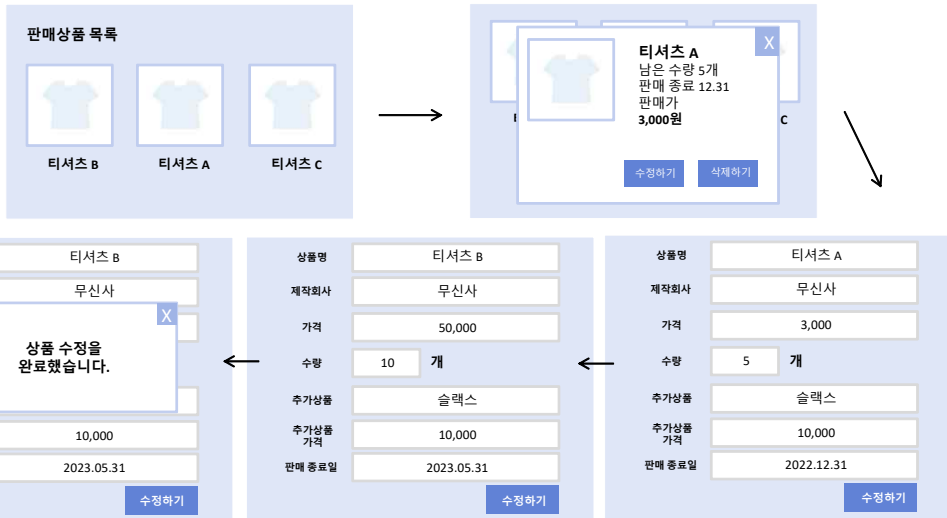 판매상품 목록
티셔츠 B
티셔츠 A
티셔츠 C
X
티셔츠 A
남은 수량 5개
판매 종료 12.31
판매가
3,000원
C
수정하기
삭제하기
티셔츠 B
무신사
X
상품 수정을
완료했습니다.
10,000
2023.05.31
수정하기
상품명
티셔츠 B
제작회사
무신사
가격
50,000
수량
10
개
추가상품
슬랙스
추가상품
가격
10,000
판매 종료일
2023.05.31
수정하기
상품명
티셔츠 A
제작회사
무신사
가격
3,000
수량
5
개
추가상품
슬랙스
추가상품
가격
10,000
판매 종료일
2022.12.31
수정하기